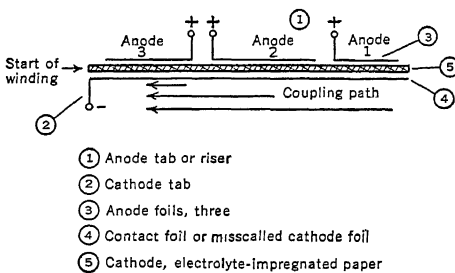 + + 1 +
Anode 3
Anode 2
Anode 1
3
Start of winding
5
Coupling path
4
2
-
1 Anode tab or riser
2 Cathode tab
3 Anode foils, three
4 Contact foil or misscalled cathode foil
5 Cathode, electrolyte-impregnated paper